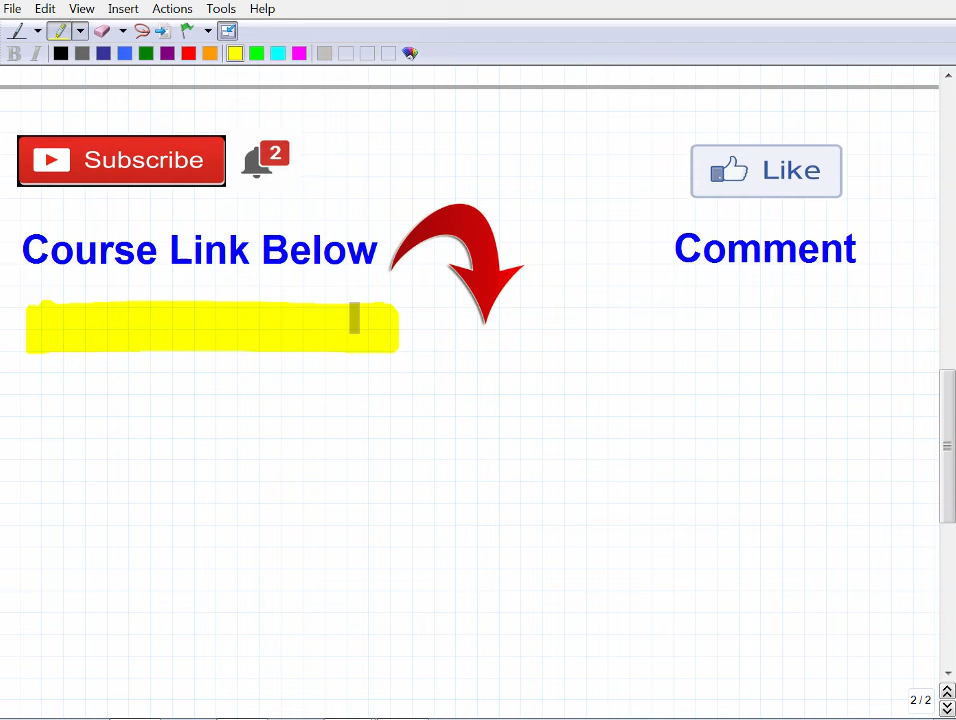 File Edit View Insert Actions Tools Help
B I
Subscribe 2
Like
Course Link Below
Comment
2 / 2